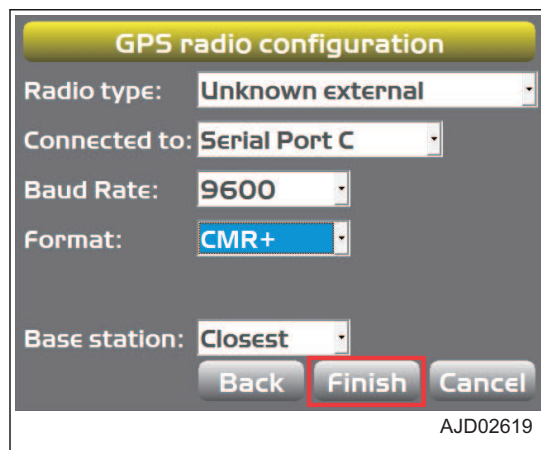 GPS radio configuration
Radio type: Unknown external
Connected to: Serial Port C
Baud Rate: 9600
Format: CMR+
Base station: Closest
Back Finish Cancel
AJD02619